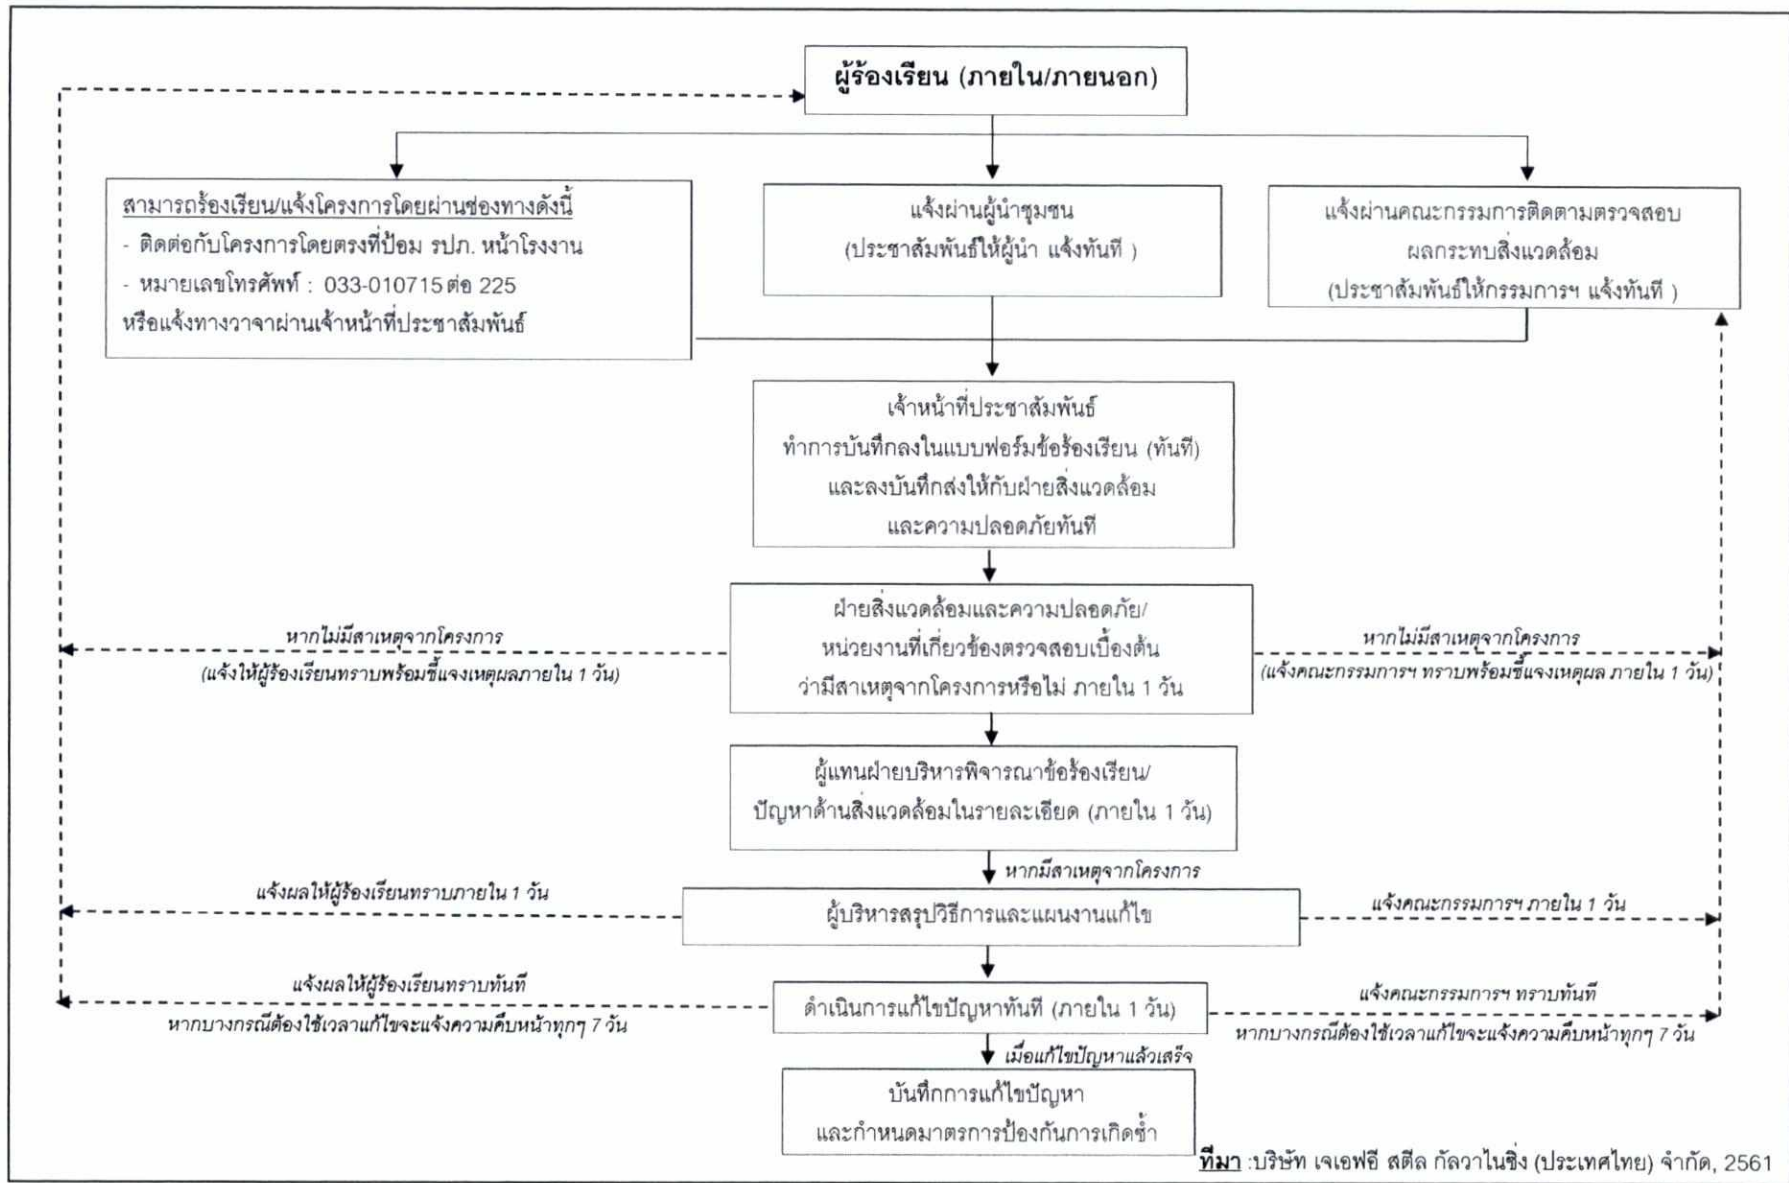 ผู้ร้องเรียน (ภายใน/ภายนอก)
สามารถร้องเรียน/แจ้งโครงการโดยผ่านช่องทางดังนี้
- ติดต่อกับโครงการโดยตรงที่ป้อม รปภ. หน้าโรงงาน
- หมายเลขโทรศัพท์ : 033-010715 ต่อ 225
หรือแจ้งทางวาจาผ่านเจ้าหน้าที่ประชาสัมพันธ์
แจ้งผ่านผู้นำชุมชน
(ประชาสัมพันธ์ให้ผู้นำ แจ้งทันที )
แจ้งผ่านคณะกรรมการติดตามตรวจสอบ
ผลกระทบสิ่งแวดล้อม
(ประชาสัมพันธ์ให้กรรมการฯ แจ้งทันที )
เจ้าหน้าที่ประชาสัมพันธ์
ทำการบันทึกลงในแบบฟอร์มข้อร้องเรียน (ทันที)
และลงบันทึกส่งให้กับฝ่ายสิ่งแวดล้อม
และความปลอดภัยทันที
ฝ่ายสิ่งแวดล้อมและความปลอดภัย/
หน่วยงานที่เกี่ยวข้องตรวจสอบเบื้องต้น
ว่ามีสาเหตุจากโครงการหรือไม่ ภายใน 1 วัน
หากไม่มีสาเหตุจากโครงการ
(แจ้งให้ผู้ร้องเรียนทราบพร้อมชี้แจงเหตุผลภายใน 1 วัน)
หากไม่มีสาเหตุจากโครงการ
(แจ้งคณะกรรมการฯ ทราบพร้อมชี้แจงเหตุผล ภายใน 1 วัน)
ผู้แทนฝ่ายบริหารพิจารณาข้อร้องเรียน/
ปัญหาด้านสิ่งแวดล้อมในรายละเอียด (ภายใน 1 วัน)
หากมีสาเหตุจากโครงการ
แจ้งผลให้ผู้ร้องเรียนทราบภายใน 1 วัน
ผู้บริหารสรุปวิธีการและแผนงานแก้ไข
แจ้งคณะกรรมการฯ ภายใน 1 วัน
แจ้งผลให้ผู้ร้องเรียนทราบทันที
หากบางกรณีต้องใช้เวลาแก้ไขจะแจ้งความคืบหน้าทุกๆ 7 วัน
ดำเนินการแก้ไขปัญหาทันที (ภายใน 1 วัน)
แจ้งคณะกรรมการฯ ทราบทันที
หากบางกรณีต้องใช้เวลาแก้ไขจะแจ้งความคืบหน้าทุกๆ 7 วัน
เมื่อแก้ไขปัญหาแล้วเสร็จ
บันทึกการแก้ไขปัญหา
และกำหนดมาตรการป้องกันการเกิดซ้ำ
ที่มา :บริษัท เจเอฟอี สตีล กัลวาไนซิ่ง (ประเทศไทย) จำกัด, 2561